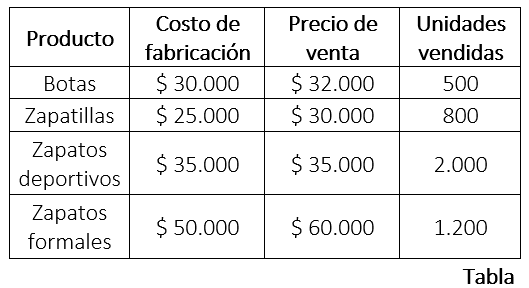 Producto Costo de fabricación Precio de venta Unidades vendidas
Botas $ 30.000 $ 32.000 500
Zapatillas $ 25.000 $ 30.000 800
Zapatos deportivos $ 35.000 $ 35.000 2.000
Zapatos formales $ 50.000 $ 60.000 1.200
Tabla